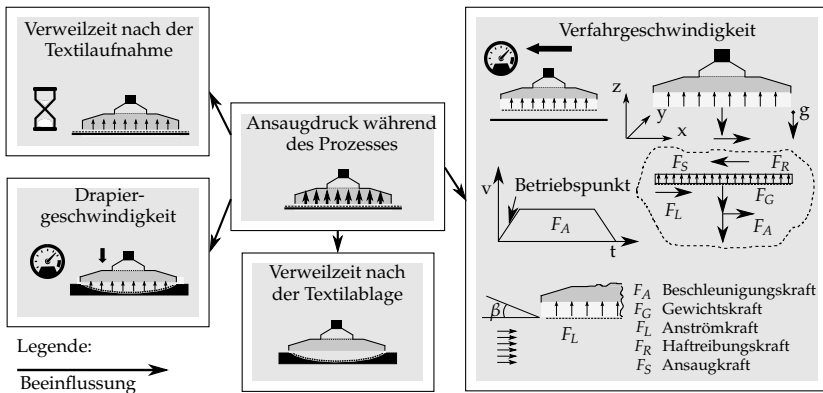 Verweilzeit nach der
Textilaufnahme
Ansaugdruck während
des Prozesses
Drapier-
geschwindigkeit
Verweilzeit nach
der Textilablage
Legende:
Beeinflussung
Verfahrgeschwindigkeit
z
y
x
g
F_S
F_R
F_L
F_G
F_A
v
Betriebspunkt
F_A
t
β
F_L
F_A Beschleunigungskraft
F_G Gewichtskraft
F_L Anströmkraft
F_R Haftreibungskraft
F_S Ansaugkraft